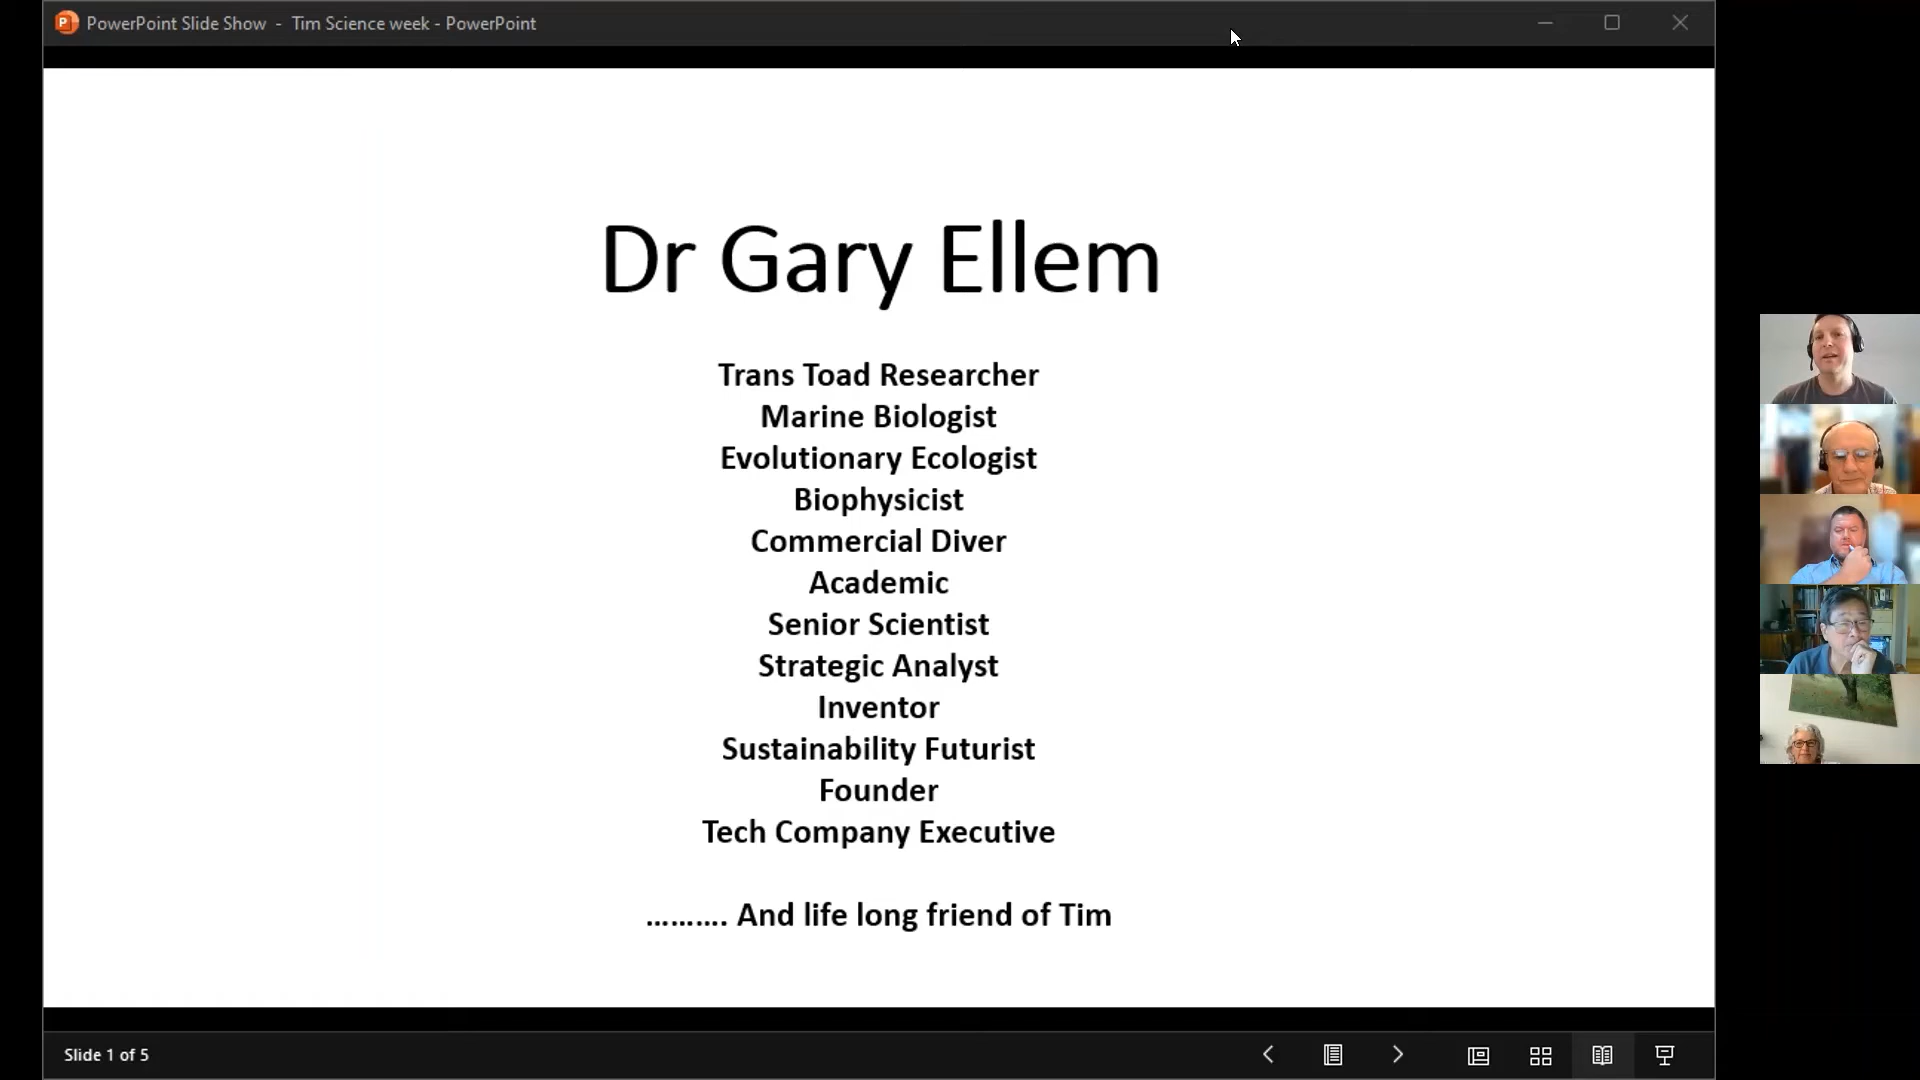 PowerPoint Slide Show - Tim Science week - PowerPoint
Dr Gary Ellem
Trans Toad Researcher
Marine Biologist
Evolutionary Ecologist
Biophysicist
Commercial Diver
Academic
Senior Scientist
Strategic Analyst
Inventor
Sustainability Futurist
Founder
Tech Company Executive
.......... And life long friend of Tim
Slide 1 of 5